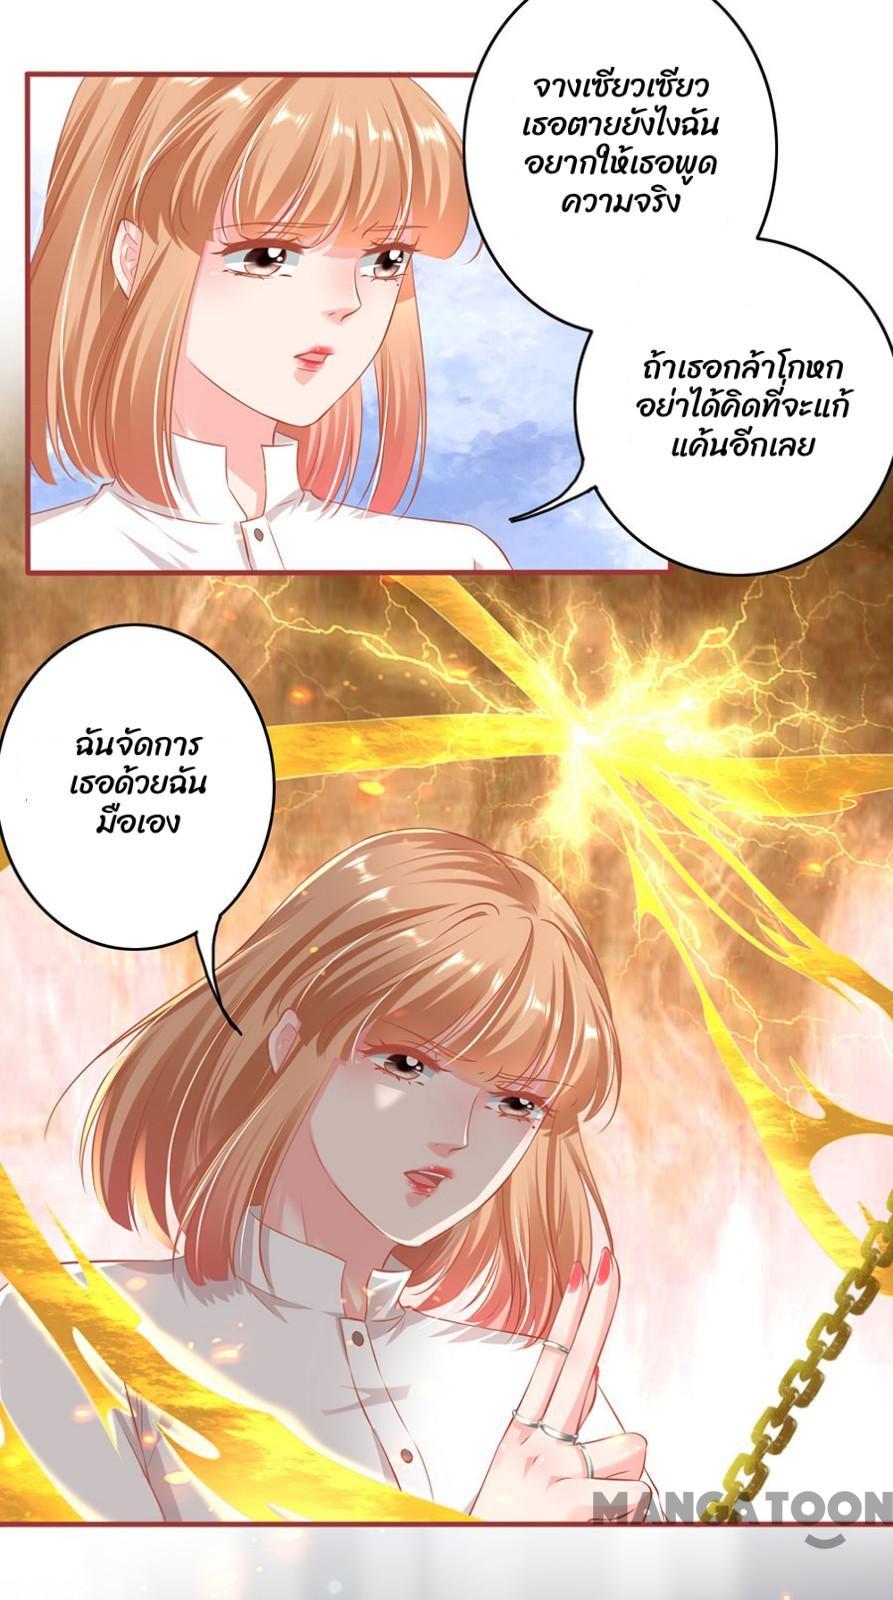 จางเซียวเซียว
เธอตายยังไงฉัน
อยากให้เธอพูด
ความจริง
ถ้าเธอกล้าโกหก
อย่าได้คิดที่จะแก้
แค้นอีกเลย
ฉันจัดการ
เธอด้วยฉัน
มือเอง
MANGATOON